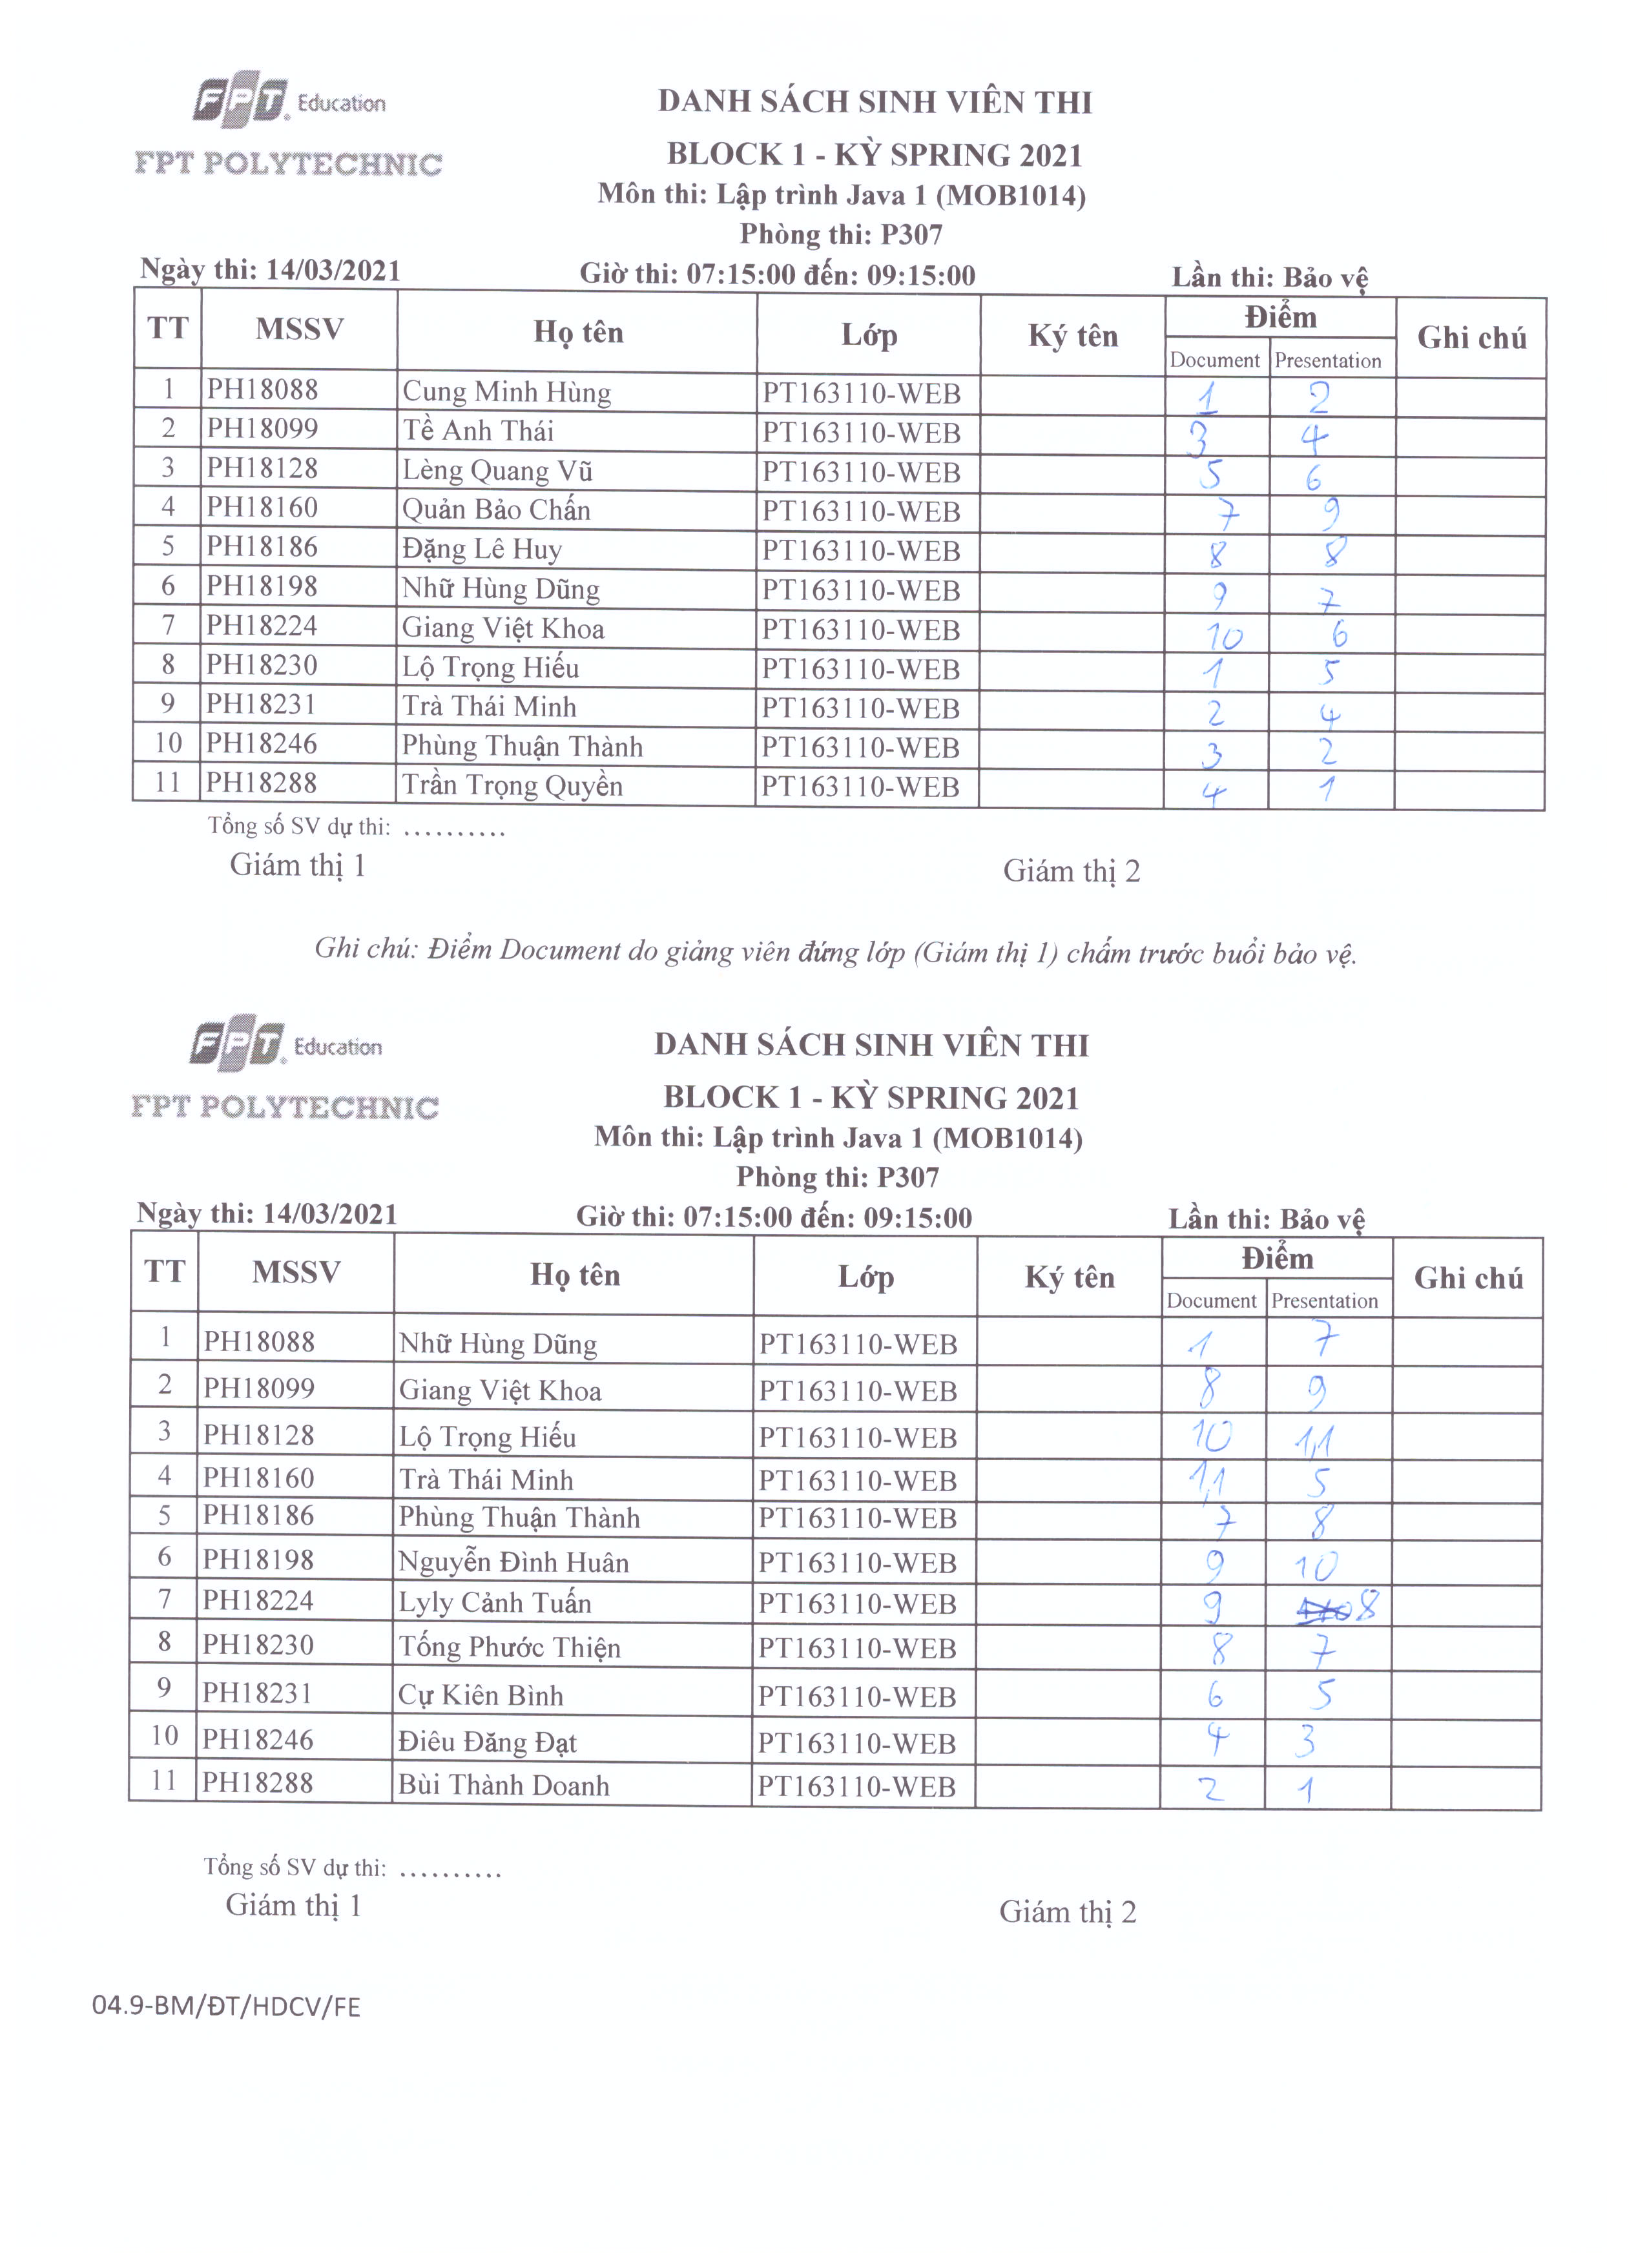 FPT Education
FPT POLYTECHNIC
DANH SÁCH SINH VIÊN THI
BLOCK 1 - KỲ SPRING 2021
Môn thi: Lập trình Java 1 (MOB1014)
Phòng thi: P307
Ngày thi: 14/03/2021 Giờ thi: 07:15:00 đến: 09:15:00 Lần thi: Bảo vệ
TT MSSV Họ tên Lớp Ký tên Điểm Ghi chú
Document Presentation
1 PH18088 Cung Minh Hùng PT163110-WEB 1 2
2 PH18099 Tề Anh Thái PT163110-WEB 3 4
3 PH18128 Lèng Quang Vũ PT163110-WEB 5 6
4 PH18160 Quản Bảo Chấn PT163110-WEB 7 9
5 PH18186 Đặng Lê Huy PT163110-WEB 8 8
6 PH18198 Nhữ Hùng Dũng PT163110-WEB 9 7
7 PH18224 Giang Việt Khoa PT163110-WEB 10 6
8 PH18230 Lộ Trọng Hiếu PT163110-WEB 1 5
9 PH18231 Trà Thái Minh PT163110-WEB 2 4
10 PH18246 Phùng Thuận Thành PT163110-WEB 3 2
11 PH18288 Trần Trọng Quyền PT163110-WEB 4 1
Tổng số SV dự thi: ..........
Giám thị 1 Giám thị 2
Ghi chú: Điểm Document do giảng viên đứng lớp (Giám thị 1) chấm trước buổi bảo vệ.
FPT Education
FPT POLYTECHNIC
DANH SÁCH SINH VIÊN THI
BLOCK 1 - KỲ SPRING 2021
Môn thi: Lập trình Java 1 (MOB1014)
Phòng thi: P307
Ngày thi: 14/03/2021 Giờ thi: 07:15:00 đến: 09:15:00 Lần thi: Bảo vệ
TT MSSV Họ tên Lớp Ký tên Điểm Ghi chú
Document Presentation
1 PH18088 Nhữ Hùng Dũng PT163110-WEB 1 7
2 PH18099 Giang Việt Khoa PT163110-WEB 8 9
3 PH18128 Lộ Trọng Hiếu PT163110-WEB 10 1,1
4 PH18160 Trà Thái Minh PT163110-WEB 1,1 5
5 PH18186 Phùng Thuận Thành PT163110-WEB 7 8
6 PH18198 Nguyễn Đình Huân PT163110-WEB 9 10
7 PH18224 Lyly Cảnh Tuấn PT163110-WEB 9 8
8 PH18230 Tống Phước Thiện PT163110-WEB 8 7
9 PH18231 Cự Kiên Bình PT163110-WEB 6 5
10 PH18246 Điêu Đăng Đạt PT163110-WEB 4 3
11 PH18288 Bùi Thành Doanh PT163110-WEB 2 1
Tổng số SV dự thi: ..........
Giám thị 1 Giám thị 2
04.9-BM/ĐT/HDCV/FE